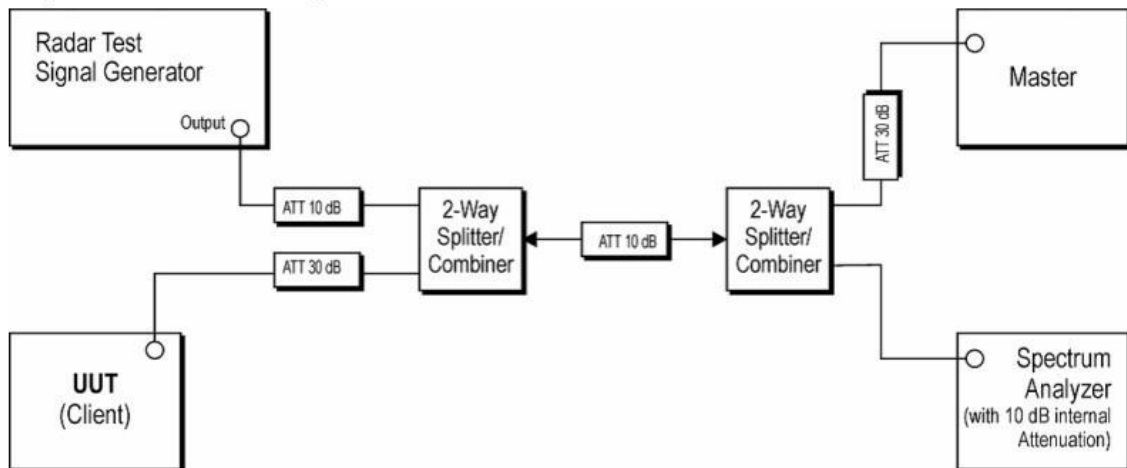 Radar Test
Signal Generator
Output
ATT 10 dB
ATT 30 dB
2-Way
Splitter/
Combiner
ATT 10 dB
2-Way
Splitter/
Combiner
ATT 30 dB
Master
UUT
(Client)
Spectrum
Analyzer
(with 10 dB internal
Attenuation)